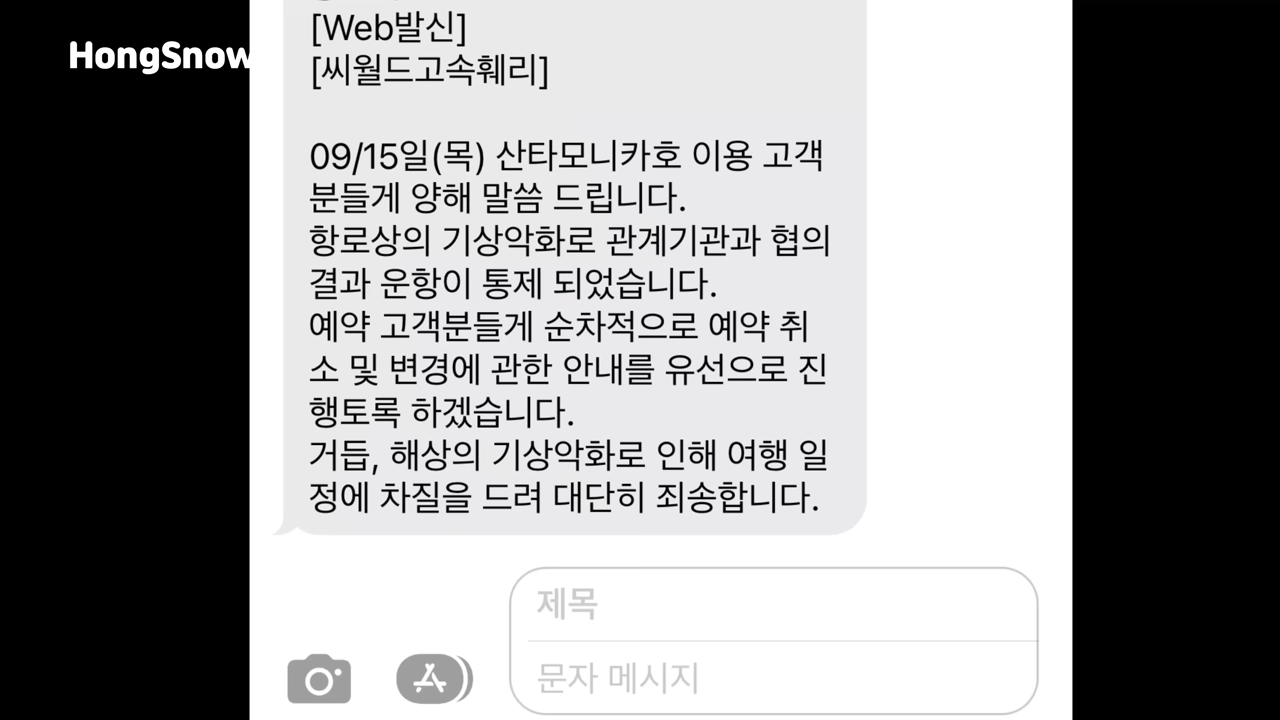 HongSnow
[Web발신]
[씨월드고속훼리]
09/15일(목) 산타모니카호 이용 고객
분들게 양해 말씀 드립니다.
항로상의 기상악화로 관계기관과 협의
결과 운항이 통제 되었습니다.
예약 고객분들게 순차적으로 예약 취
소 및 변경에 관한 안내를 유선으로 진
행토록 하겠습니다.
거듭, 해상의 기상악화로 인해 여행 일
정에 차질을 드려 대단히 죄송합니다.
제목
문자 메시지